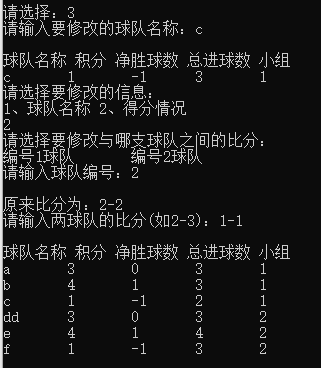 请选择: 3
请输入要修改的球队名称: c
球队名称 积分 净胜球数 总进球数 小组
c 1 -1 3 1
请选择要修改的信息:
1、球队名称 2、得分情况
2
请选择要修改与哪支球队之间的比分:
编号1球队 编号2球队
请输入球队编号: 2
原来比分为: 2-2
请输入两球队的比分(如2-3): 1-1
球队名称 积分 净胜球数 总进球数 小组
a 3 0 3 1
b 4 1 3 1
c 1 -1 2 1
dd 3 0 3 2
e 4 1 4 2
f 1 -1 3 2